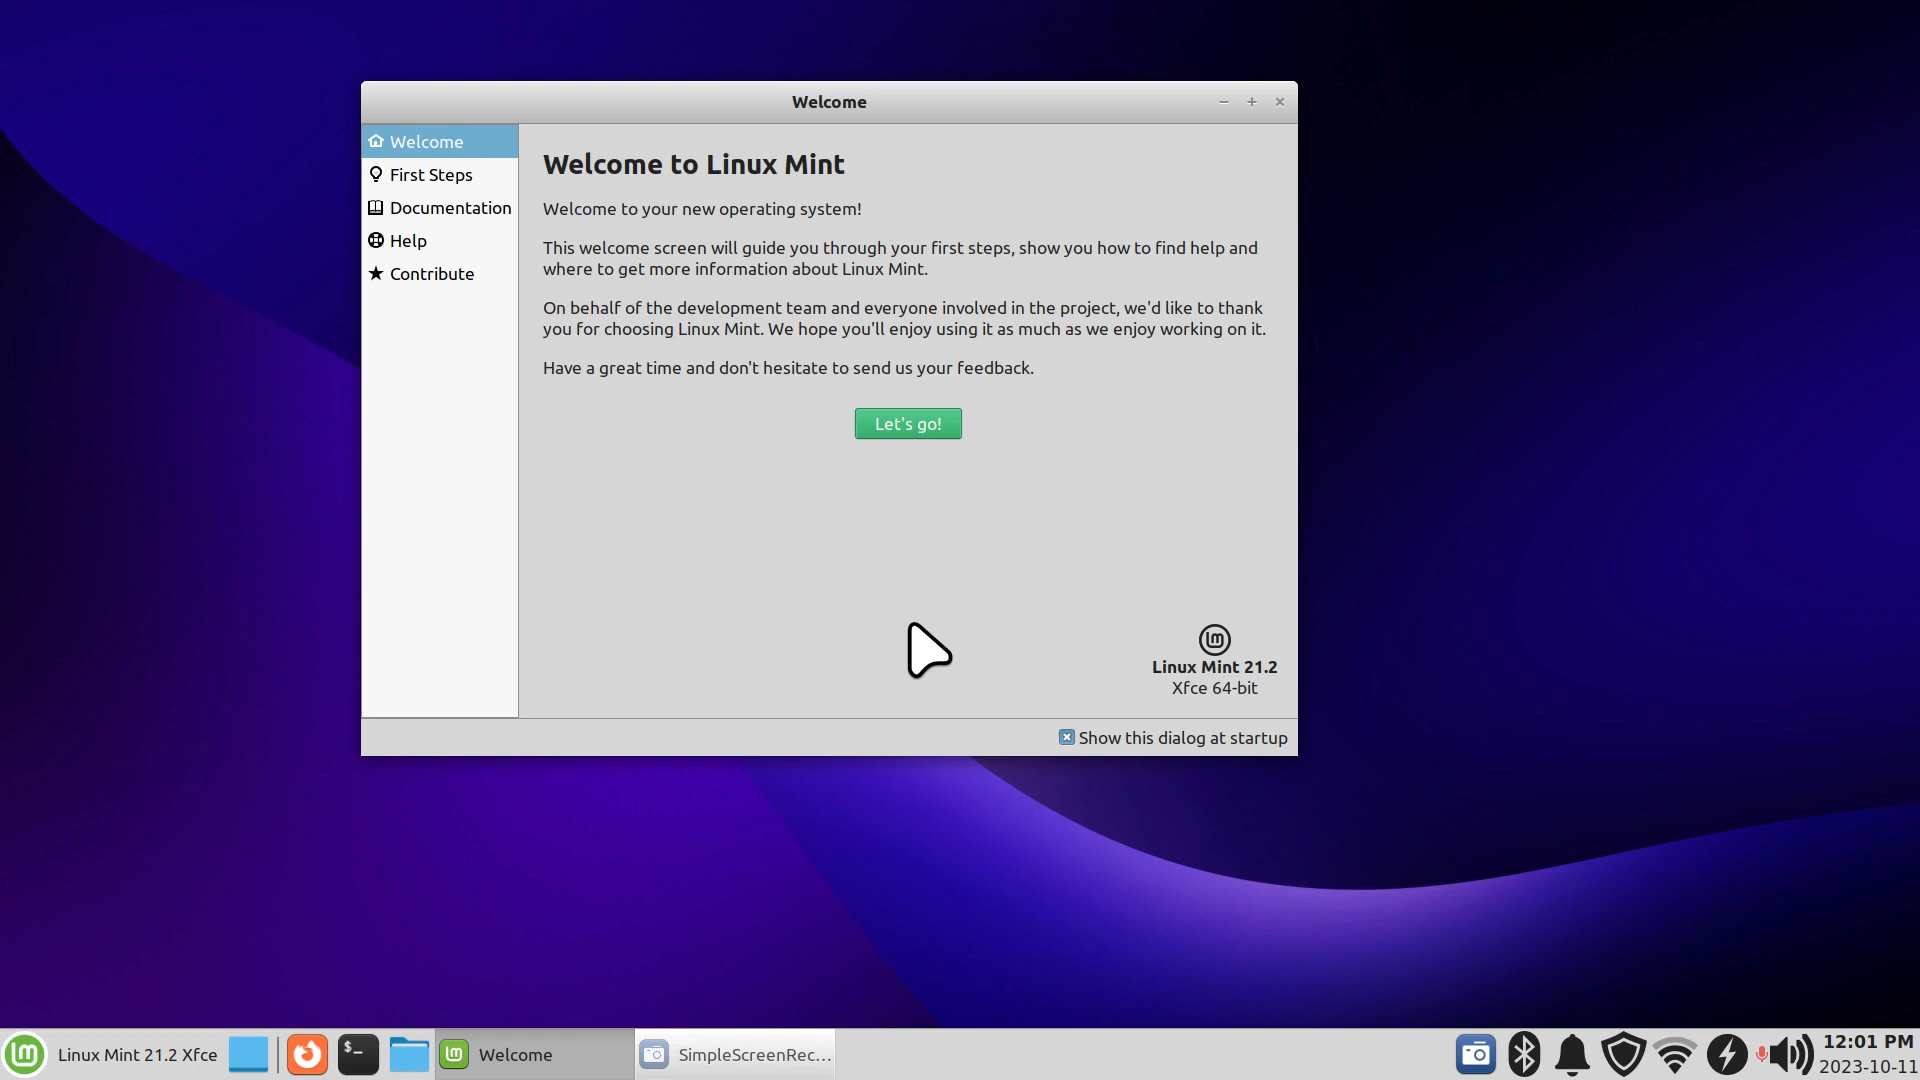 Welcome
Welcome
First Steps
Documentation
Help
Contribute
Welcome to Linux Mint
Welcome to your new operating system!
This welcome screen will guide you through your first steps, show you how to find help and
where to get more information about Linux Mint.
On behalf of the development team and everyone involved in the project, we'd like to thank
you for choosing Linux Mint. We hope you'll enjoy using it as much as we enjoy working on it.
Have a great time and don't hesitate to send us your feedback.
Let's go!
Linux Mint 21.2
Xfce 64-bit
Show this dialog at startup
Linux Mint 21.2 Xfce
$_
Welcome
SimpleScreenRec...
12:01 PM
2023-10-11